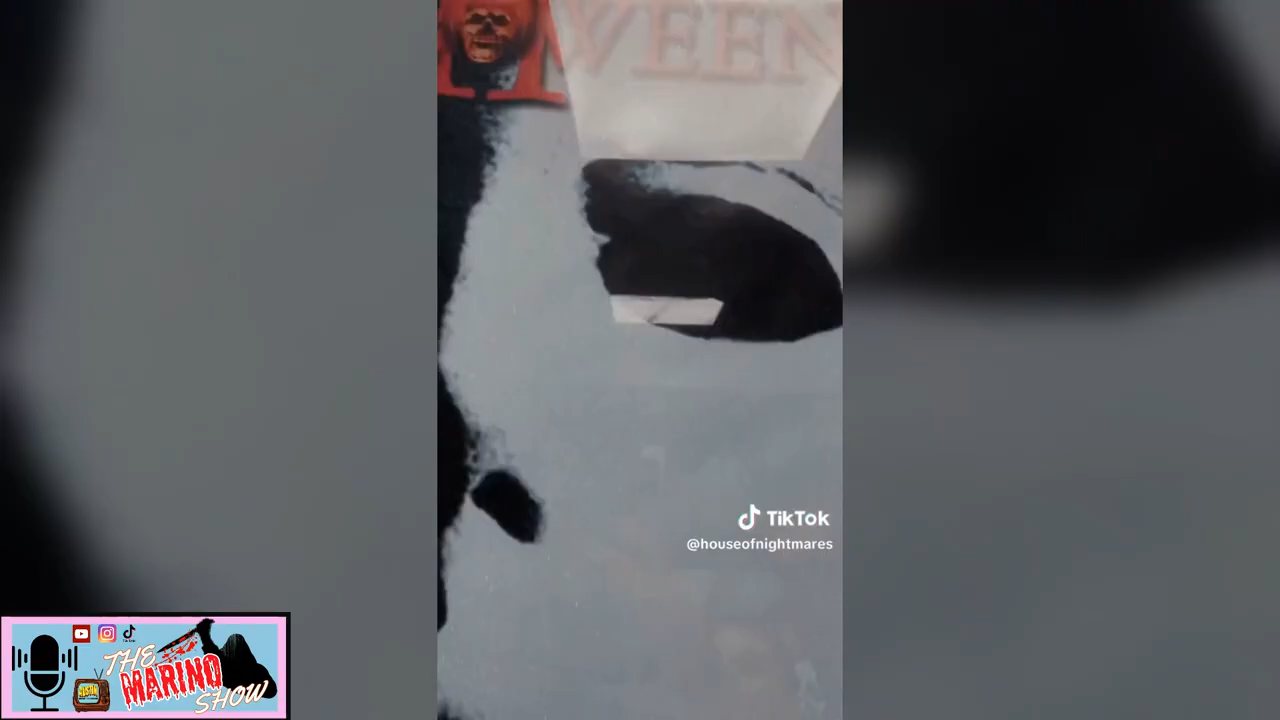 WEEN
TikTok
@houseofnightmares
THE
MARINO
SHOW